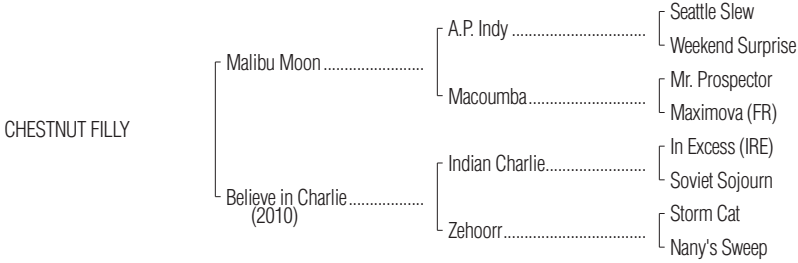 Seattle Slew
A.P. Indy ................................
Weekend Surprise
Malibu Moon ........................
Mr. Prospector
Macoumba ............................
Maximova (FR)
CHESTNUT FILLY
In Excess (IRE)
Indian Charlie ........................
Soviet Sojourn
Believe in Charlie ..................
(2010)
Storm Cat
Zehoorr ..................................
Nany's Sweep